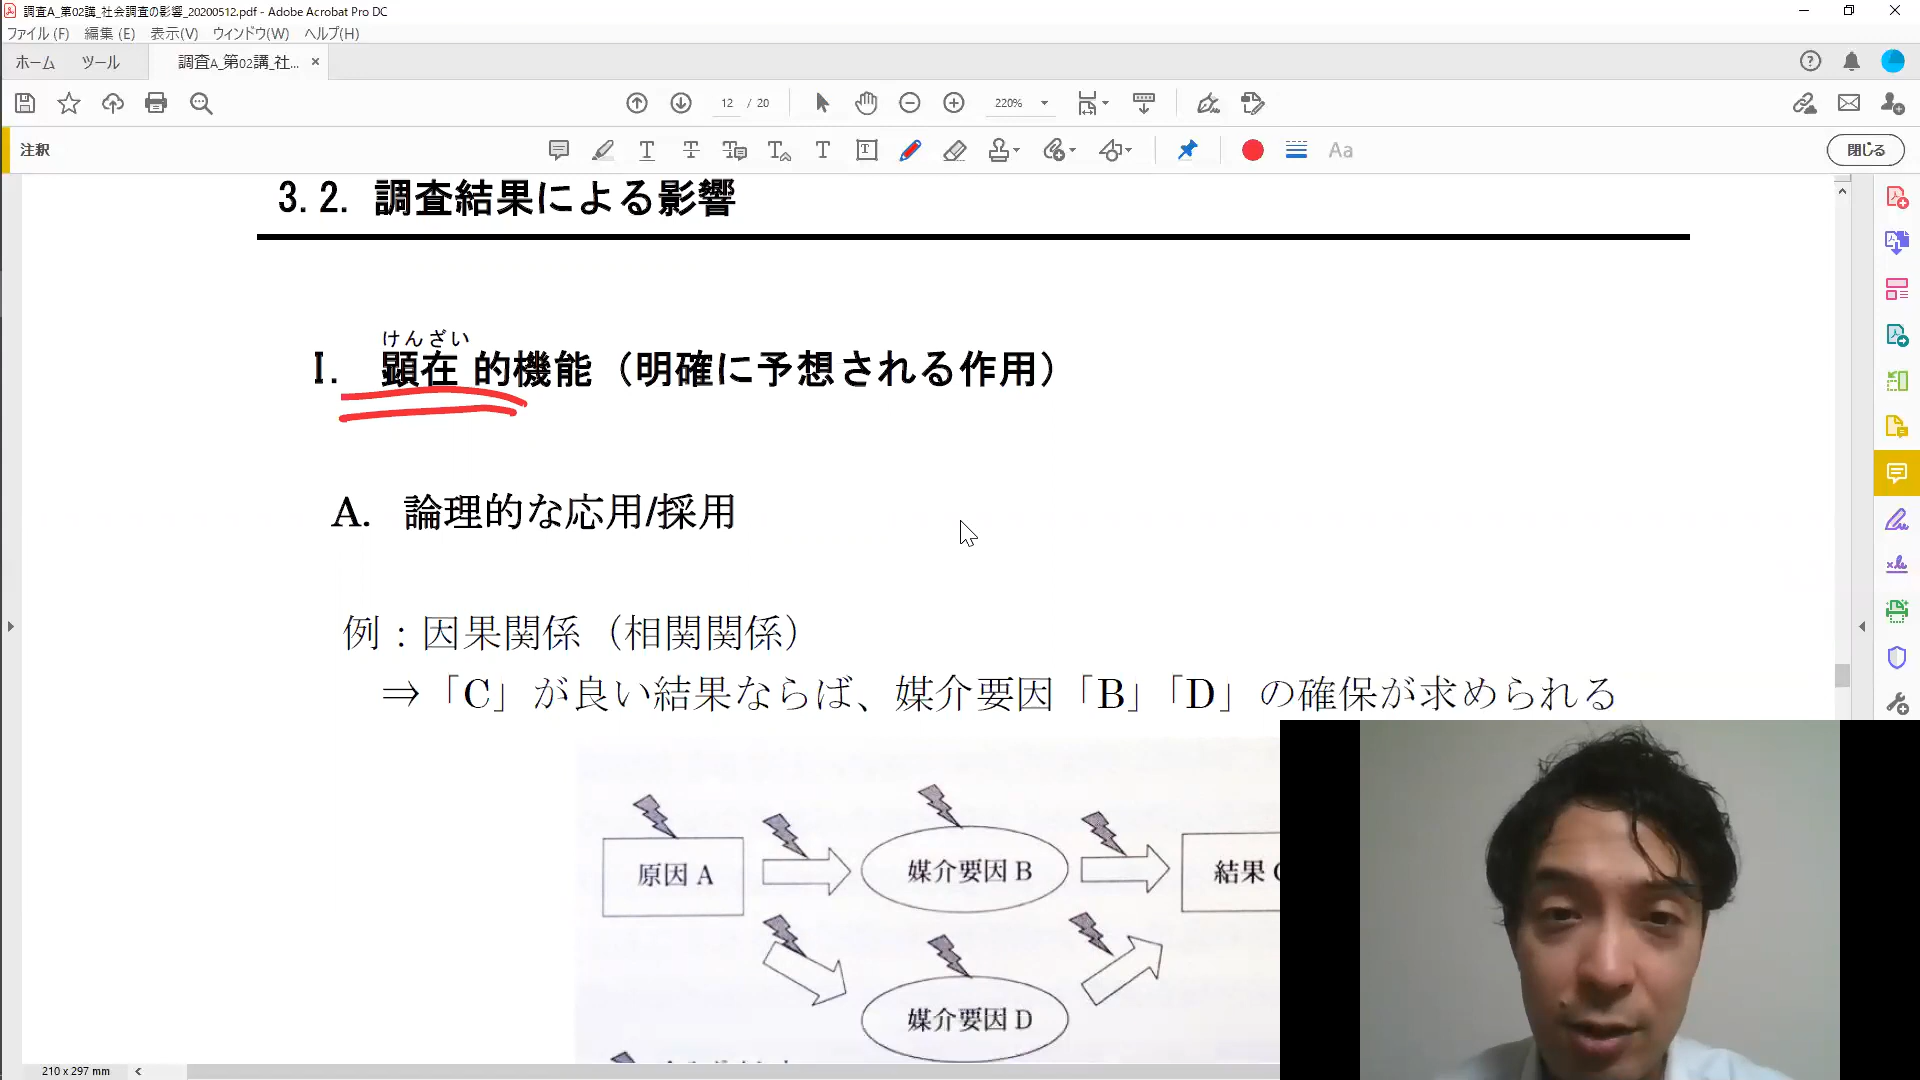 調査A_第02講_社会調査の影響_20200512.pdf - Adobe Acrobat Pro DC
ファイル(F) 編集(E) 表示(V) ウィンドウ(W) ヘルプ(H)
ホーム ツール 調査A_第02講_社... ×
12 / 20 220%
注釈 Aa 閉じる
3.2. 調査結果による影響
けんざい
I. 顕在的機能（明確に予想される作用）
A. 論理的な応用/採用
例：因果関係（相関関係）
⇒「C」が良い結果ならば、媒介要因「B」「D」の確保が求められる
原因 A 媒介要因 B 結果
媒介要因 D
210 x 297 mm